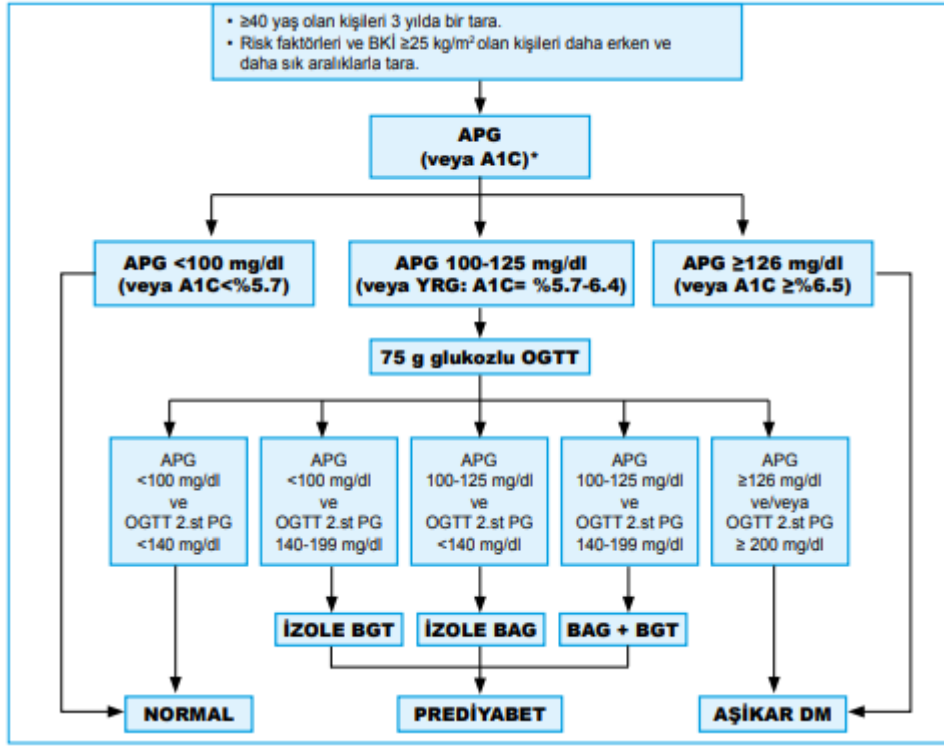 • ≥40 yaş olan kişileri 3 yılda bir tara.
• Risk faktörleri ve BKİ ≥25 kg/m² olan kişileri daha erken ve
daha sık aralıklarla tara.
APG
(veya A1C)*
APG <100 mg/dl
(veya A1C<%5.7)
APG 100-125 mg/dl
(veya YRG: A1C= %5.7-6.4)
APG ≥126 mg/dl
(veya A1C ≥%6.5)
75 g glukozlu OGTT
APG
<100 mg/dl
ve
OGTT 2.st PG
<140 mg/dl
APG
<100 mg/dl
ve
OGTT 2.st PG
140-199 mg/dl
APG
100-125 mg/dl
ve
OGTT 2.st PG
<140 mg/dl
APG
100-125 mg/dl
ve
OGTT 2.st PG
140-199 mg/dl
APG
≥126 mg/dl
ve/veya
OGTT 2.st PG
≥ 200 mg/dl
İZOLE BGT
İZOLE BAG
BAG + BGT
NORMAL
PREDİYABET
AŞİKAR DM